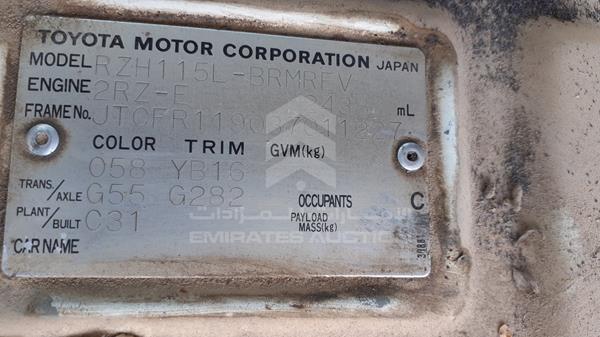 TOYOTA MOTOR CORPORATION JAPAN
MODEL RZH115L-BRMREV
ENGINE 2RZ-E mL
FRAME No.
COLOR TRIM GVM(kg)
058 YB16
TRANS./AXLE G55 G282 OCCUPANTS C
PLANT/BUILT C31 PAYLOAD MASS(kg)
CAR NAME
EMIRATES AUCTION